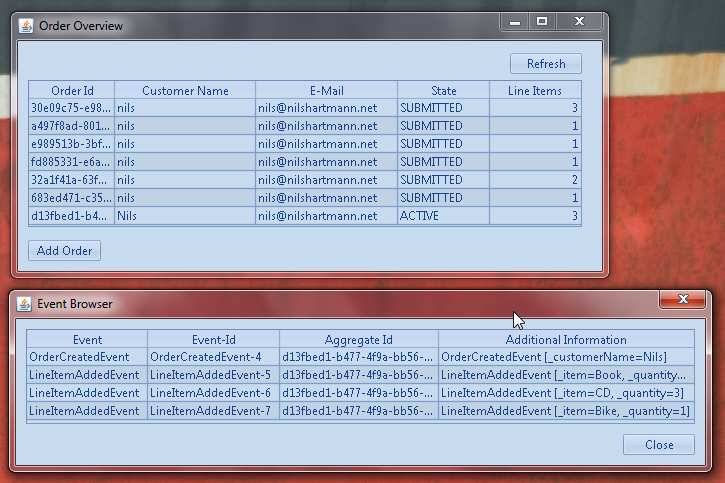 Order Overview
Refresh
Order Id Customer Name E-Mail State Line Items
30e09c75-e98... nils nils@nilshartmann.net SUBMITTED 3
a497f8ad-801... nils nils@nilshartmann.net SUBMITTED 1
e989513b-3bf... nils nils@nilshartmann.net SUBMITTED 1
fd885331-e6a... nils nils@nilshartmann.net SUBMITTED 1
32a1f41a-63f... nils nils@nilshartmann.net SUBMITTED 2
683ed471-c35... nils nils@nilshartmann.net SUBMITTED 1
d13fbed1-b4... Nils nils@nilshartmann.net ACTIVE 3
Add Order
Event Browser
Event Event-Id Aggregate Id Additional Information
OrderCreatedEvent OrderCreatedEvent-4 d13fbed1-b477-4f9a-bb56-... OrderCreatedEvent [_customerName=Nils]
LineItemAddedEvent LineItemAddedEvent-5 d13fbed1-b477-4f9a-bb56-... LineItemAddedEvent [_item=Book, _quantity...
LineItemAddedEvent LineItemAddedEvent-6 d13fbed1-b477-4f9a-bb56-... LineItemAddedEvent [_item=CD, _quantity=3]
LineItemAddedEvent LineItemAddedEvent-7 d13fbed1-b477-4f9a-bb56-... LineItemAddedEvent [_item=Bike, _quantity=1]
Close